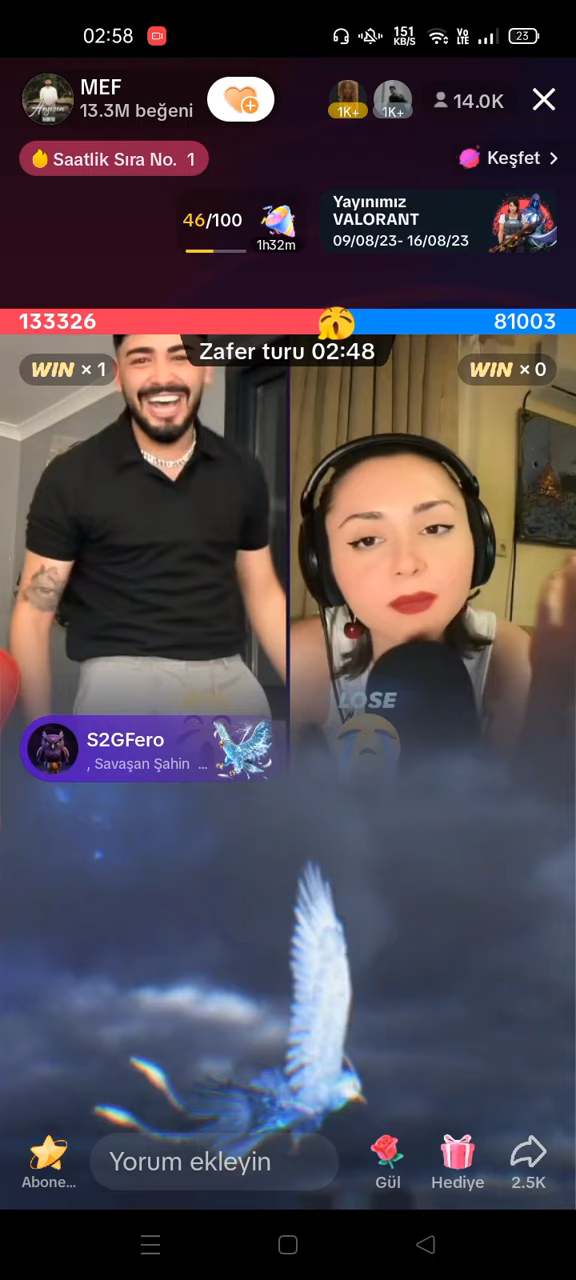 02:58
151
KB/S
Vo
LTE
23
MEF
13.3M beğeni
1K+
1K+
14.0K
Saatlik Sıra No. 1
Keşfet
46/100
1h32m
Yayınımız
VALORANT
09/08/23- 16/08/23
133326
81003
Zafer turu 02:48
WIN × 1
WIN × 0
LOSE
S2GFero
, Savaşan Şahin ...
Yorum ekleyin
Abone...
Gül
Hediye
2.5K